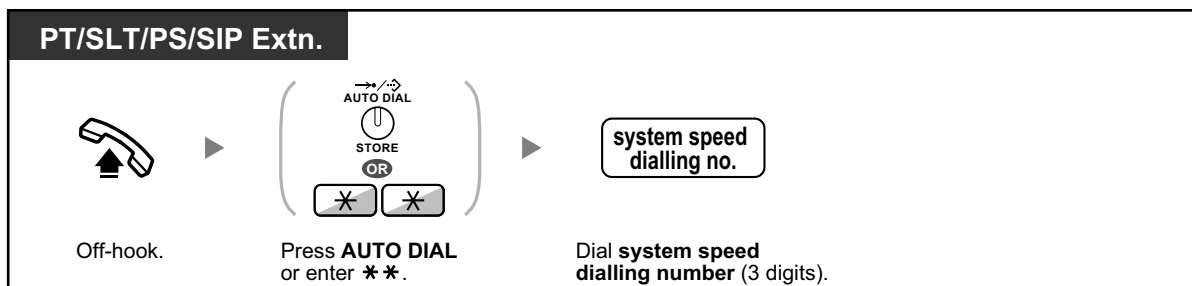 PT/SLT/PS/SIP Extn.
AUTO DIAL
STORE
OR
* *
system speed
dialling no.
Off-hook.
Press AUTO DIAL
or enter * *.
Dial system speed
dialling number (3 digits).